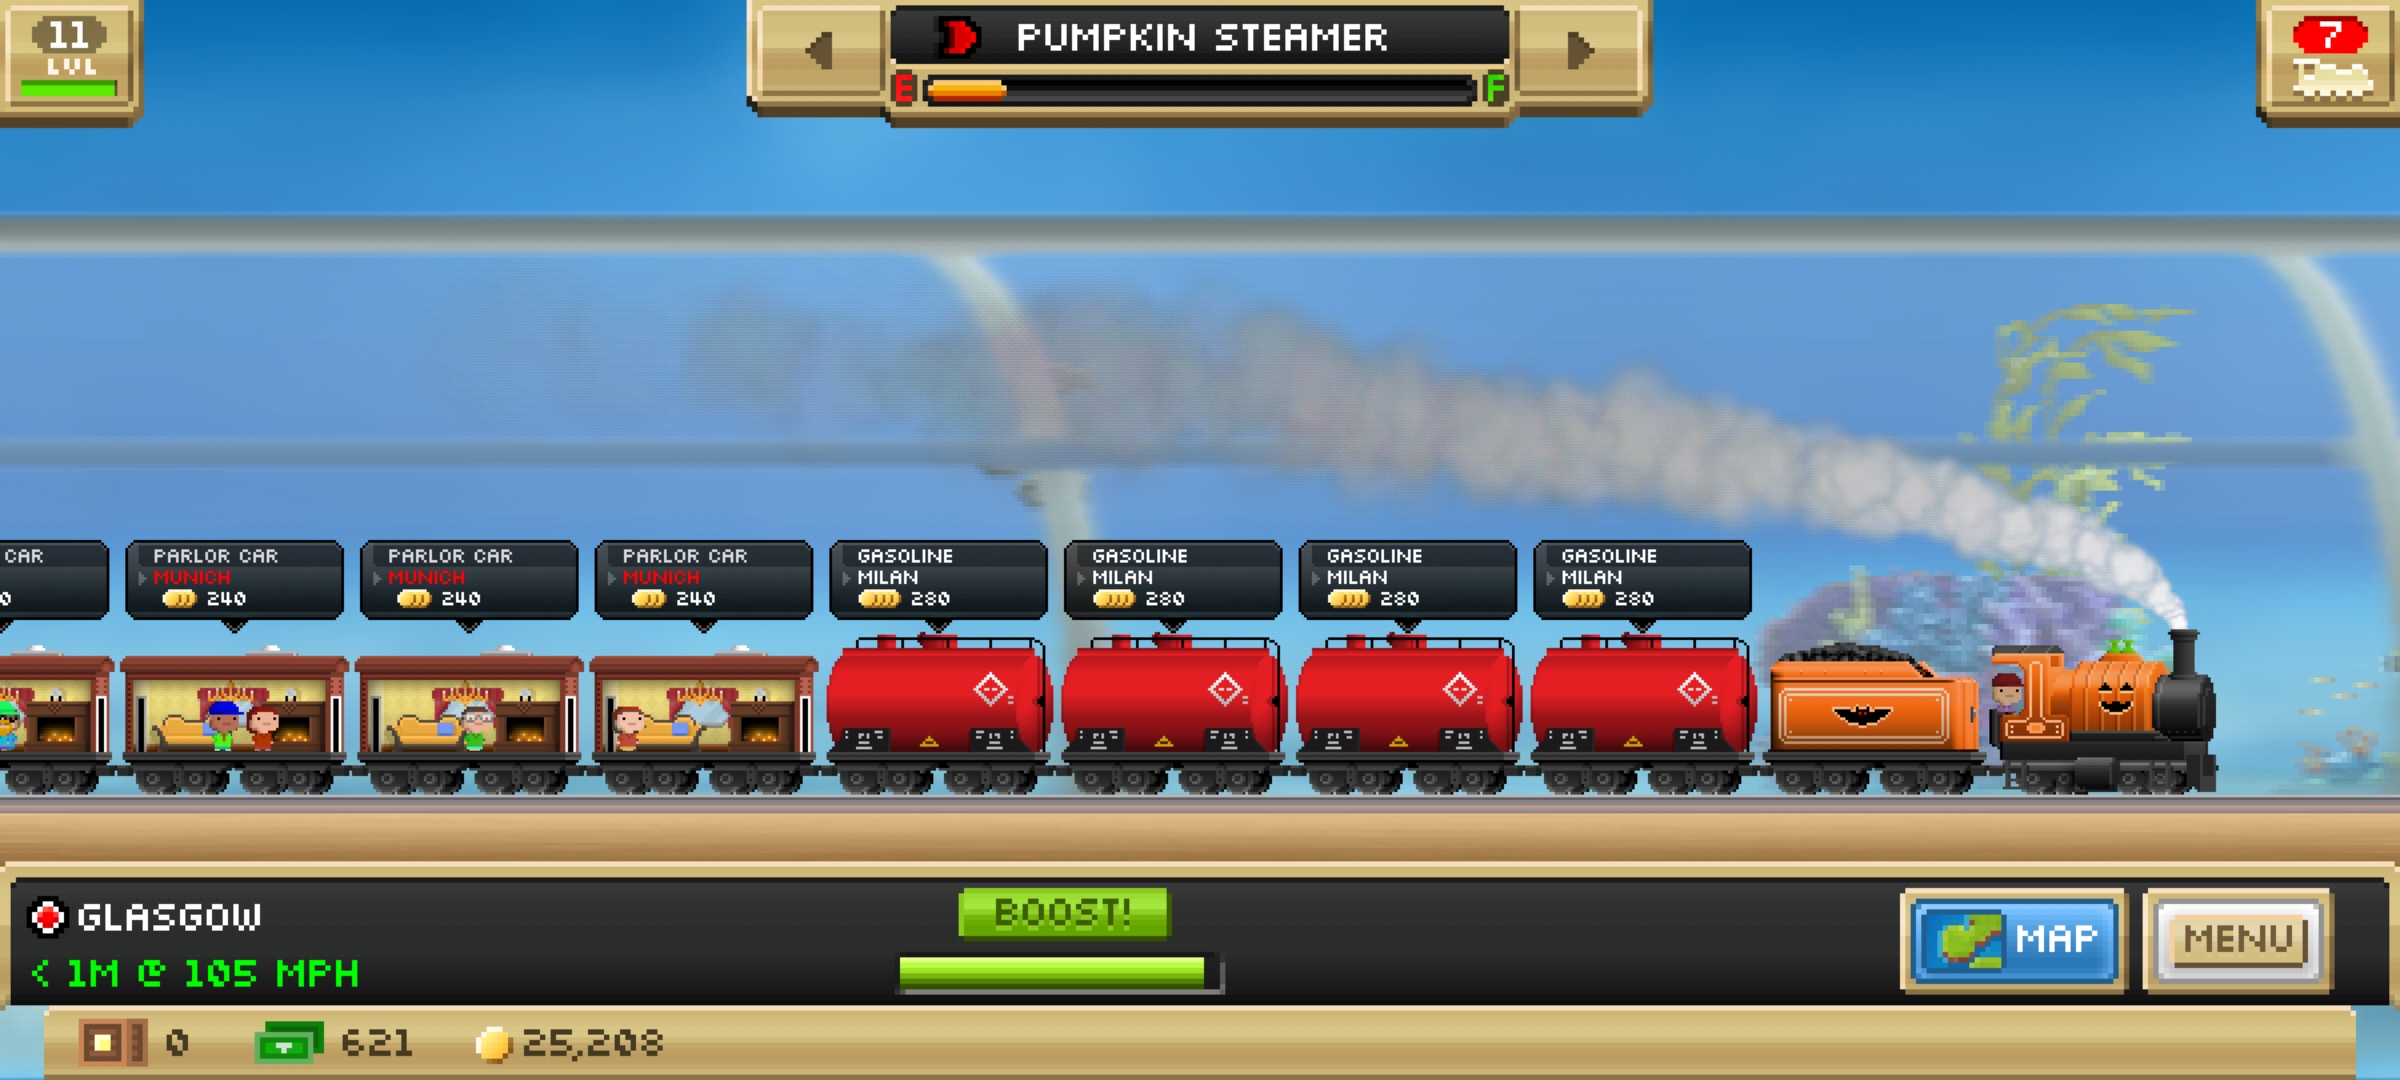 11
LVL
PUMPKIN STEAMER
E F
7
CAR
0
PARLOR CAR
MUNICH
240
PARLOR CAR
MUNICH
240
PARLOR CAR
MUNICH
240
GASOLINE
MILAN
280
GASOLINE
MILAN
280
GASOLINE
MILAN
280
GASOLINE
MILAN
280
GLASGOW
< 1M @ 105 MPH
BOOST!
MAP
MENU
0 621 25,208